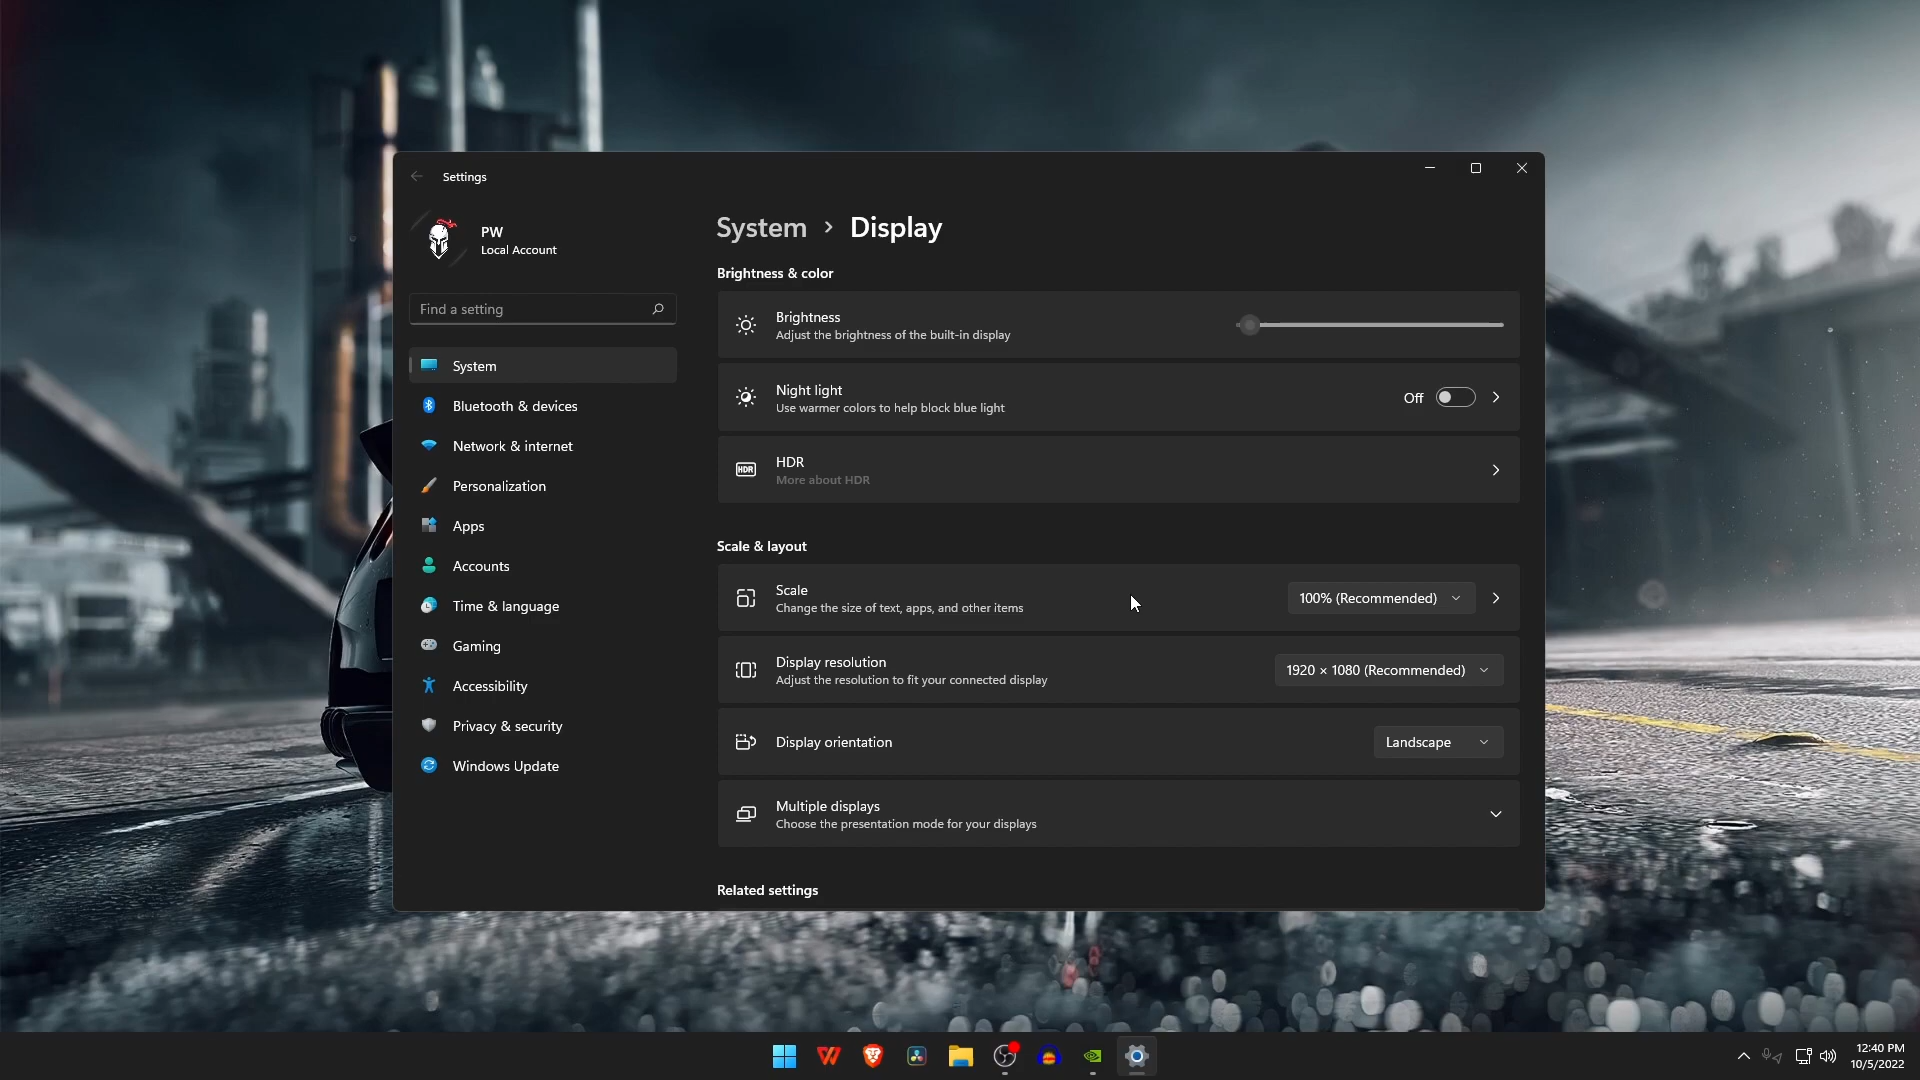 Settings
PW
Local Account
Find a setting
System
Bluetooth & devices
Network & internet
Personalization
Apps
Accounts
Time & language
Gaming
Accessibility
Privacy & security
Windows Update
System › Display
Brightness & color
Brightness
Adjust the brightness of the built-in display
Night light
Use warmer colors to help block blue light
Off
HDR
HDR
More about HDR
Scale & layout
Scale
Change the size of text, apps, and other items
100% (Recommended)
Display resolution
Adjust the resolution to fit your connected display
1920 × 1080 (Recommended)
Display orientation
Landscape
Multiple displays
Choose the presentation mode for your displays
Related settings
12:40 PM
10/5/2022